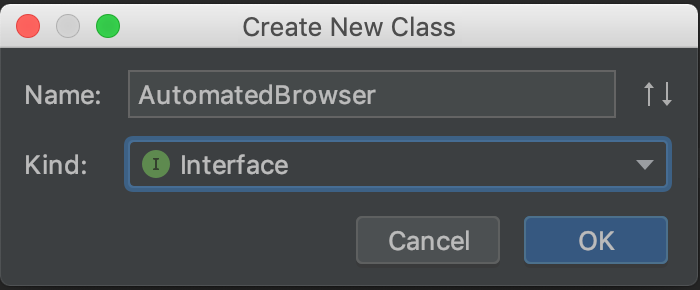 Create New Class
Name: AutomatedBrowser
Kind: I Interface
Cancel OK